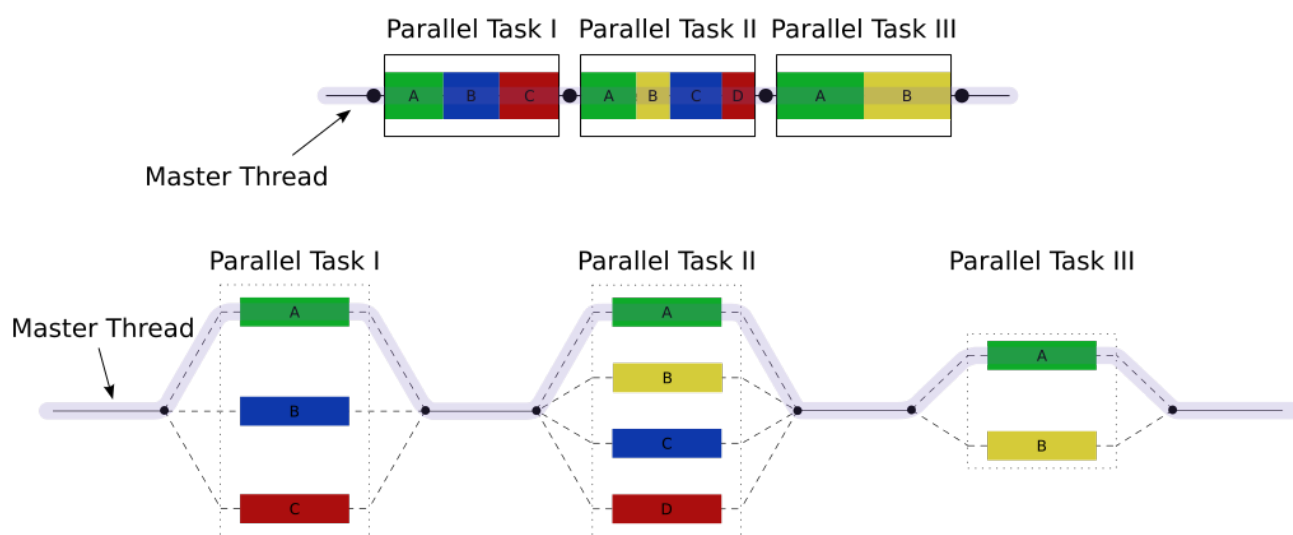 Parallel Task I Parallel Task II Parallel Task III
A B C A B C D A B
Master Thread
Parallel Task I Parallel Task II Parallel Task III
A A
Master Thread
A
B
B
C
B
C D